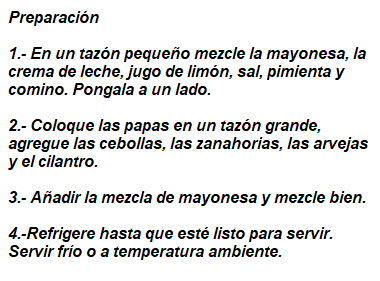 Preparación
1.- En un tazón pequeño mezcle la mayonesa, la
crema de leche, jugo de limón, sal, pimienta y
comino. Pongala a un lado.
2.- Coloque las papas en un tazón grande,
agregue las cebollas, las zanahorias, las arvejas
y el cilantro.
3.- Añadir la mezcla de mayonesa y mezcle bien.
4.-Refrigere hasta que esté listo para servir.
Servir frío o a temperatura ambiente.